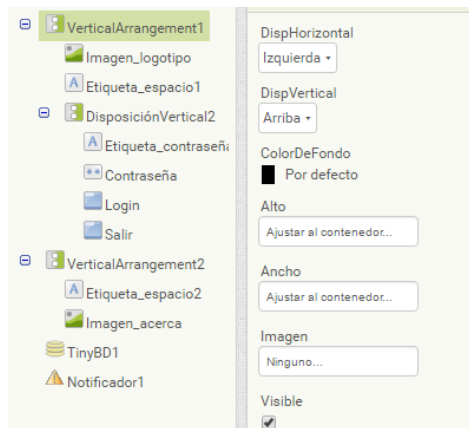 VerticalArrangement1
Imagen_logotipo
Etiqueta_espacio1
DisposiciónVertical2
Etiqueta_contraseña
Contraseña
Login
Salir
VerticalArrangement2
Etiqueta_espacio2
Imagen_acerca
TinyBD1
Notificador1
DispHorizontal
Izquierda
DispVertical
Arriba
ColorDeFondo
Por defecto
Alto
Ajustar al contenedor...
Ancho
Ajustar al contenedor...
Imagen
Ninguno...
Visible